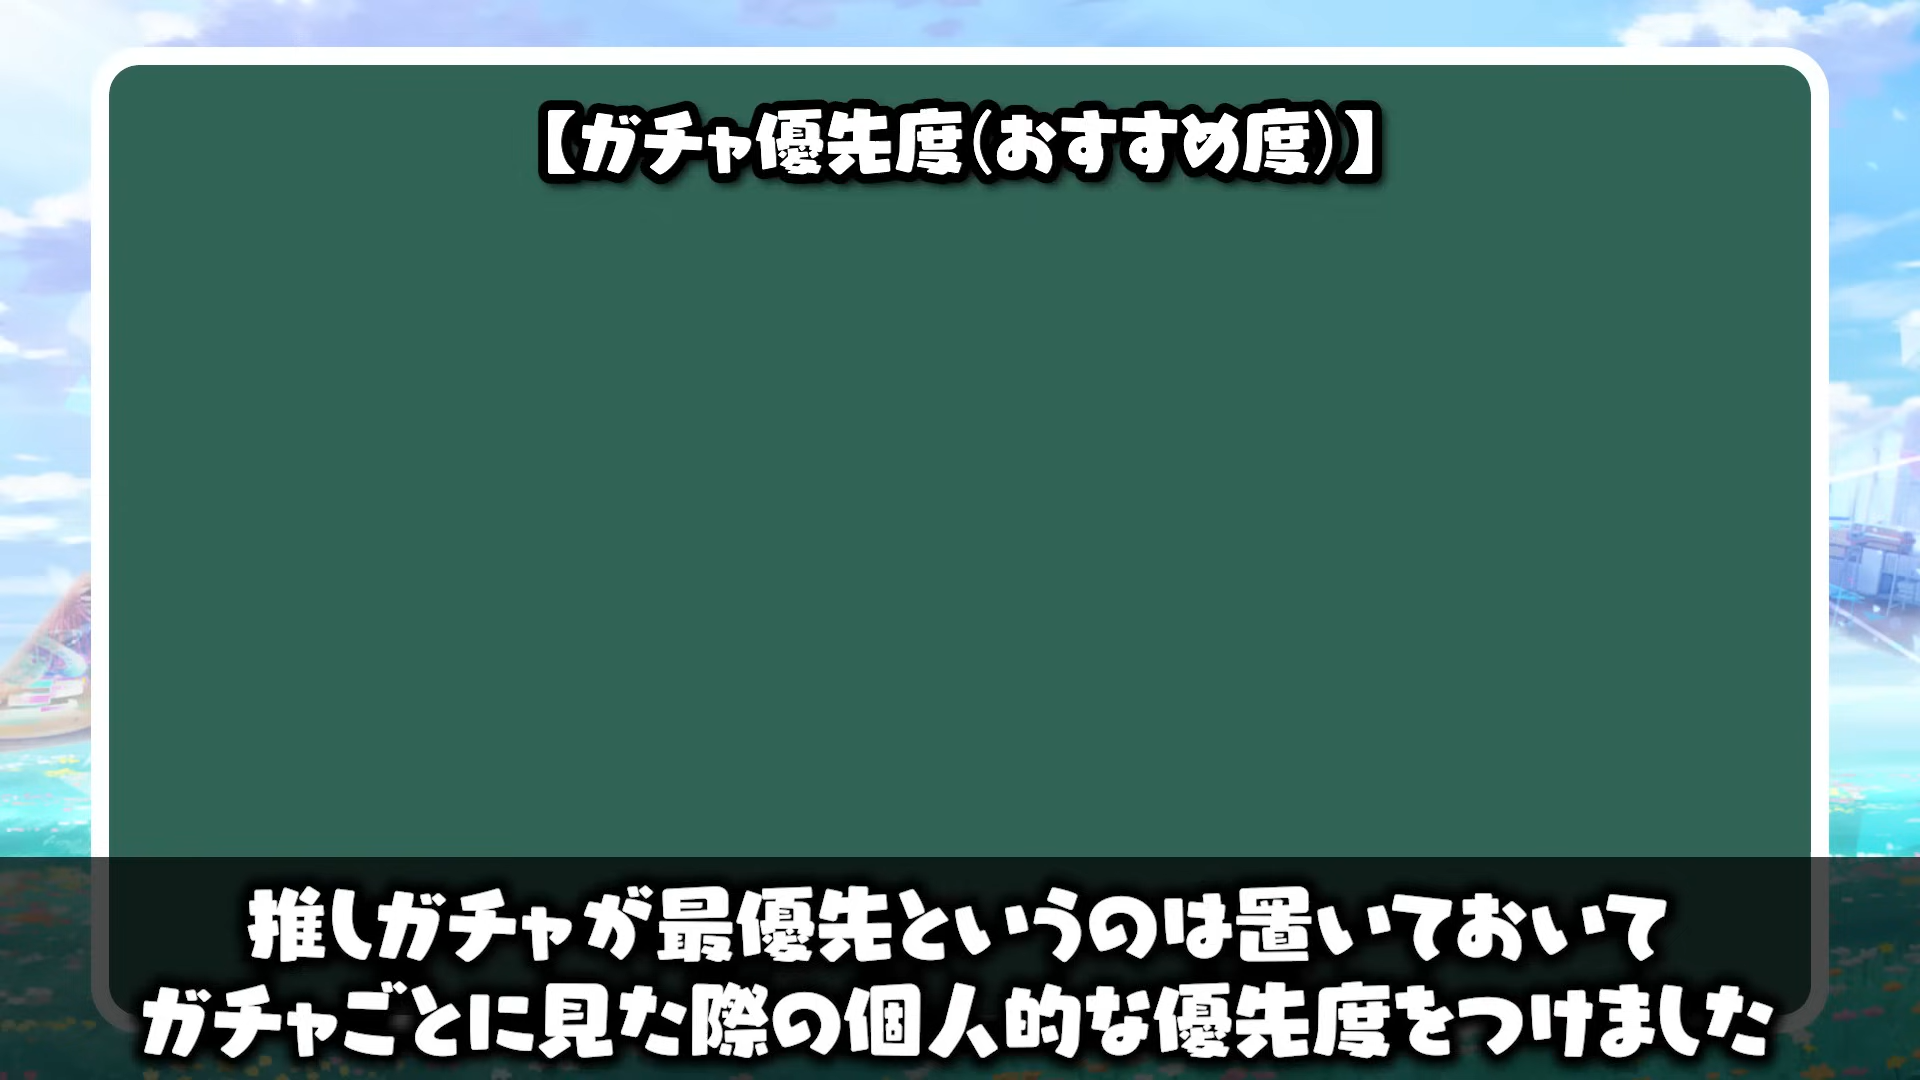 【ガチャ優先度(おすすめ度)】
推しガチャが最優先というのは置いておいて
ガチャごとに見た際の個人的な優先度をつけました